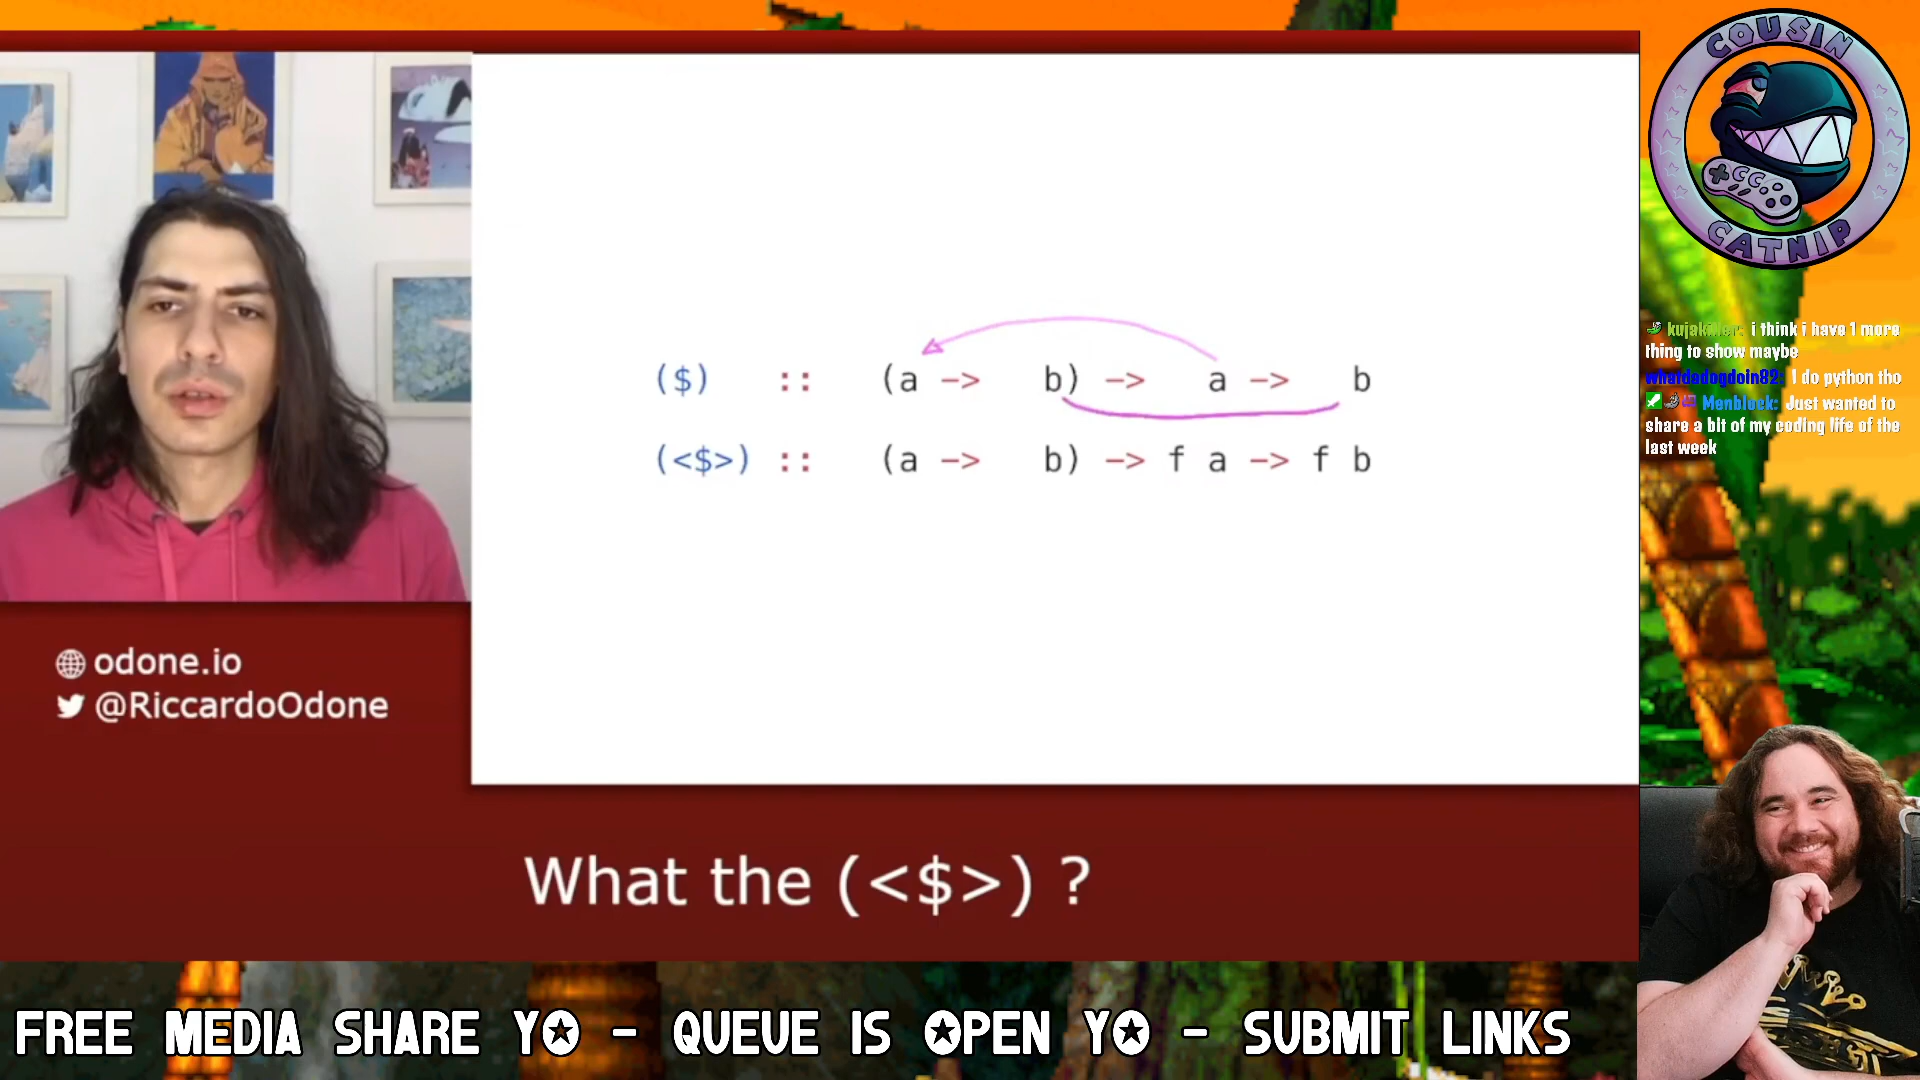 COUSIN
CATNIP
($) :: (a -> b) -> a -> b
(<$>) :: (a -> b) -> f a -> f b
kujakiller: i think i have 1 more
thing to show maybe
whatdadogdoin82: I do python tho
Menblock: Just wanted to
share a bit of my coding life of the
last week
odone.io
@RiccardoOdone
What the (<$>) ?
FREE MEDIA SHARE YO - QUEUE IS OPEN YO - SUBMIT LINKS